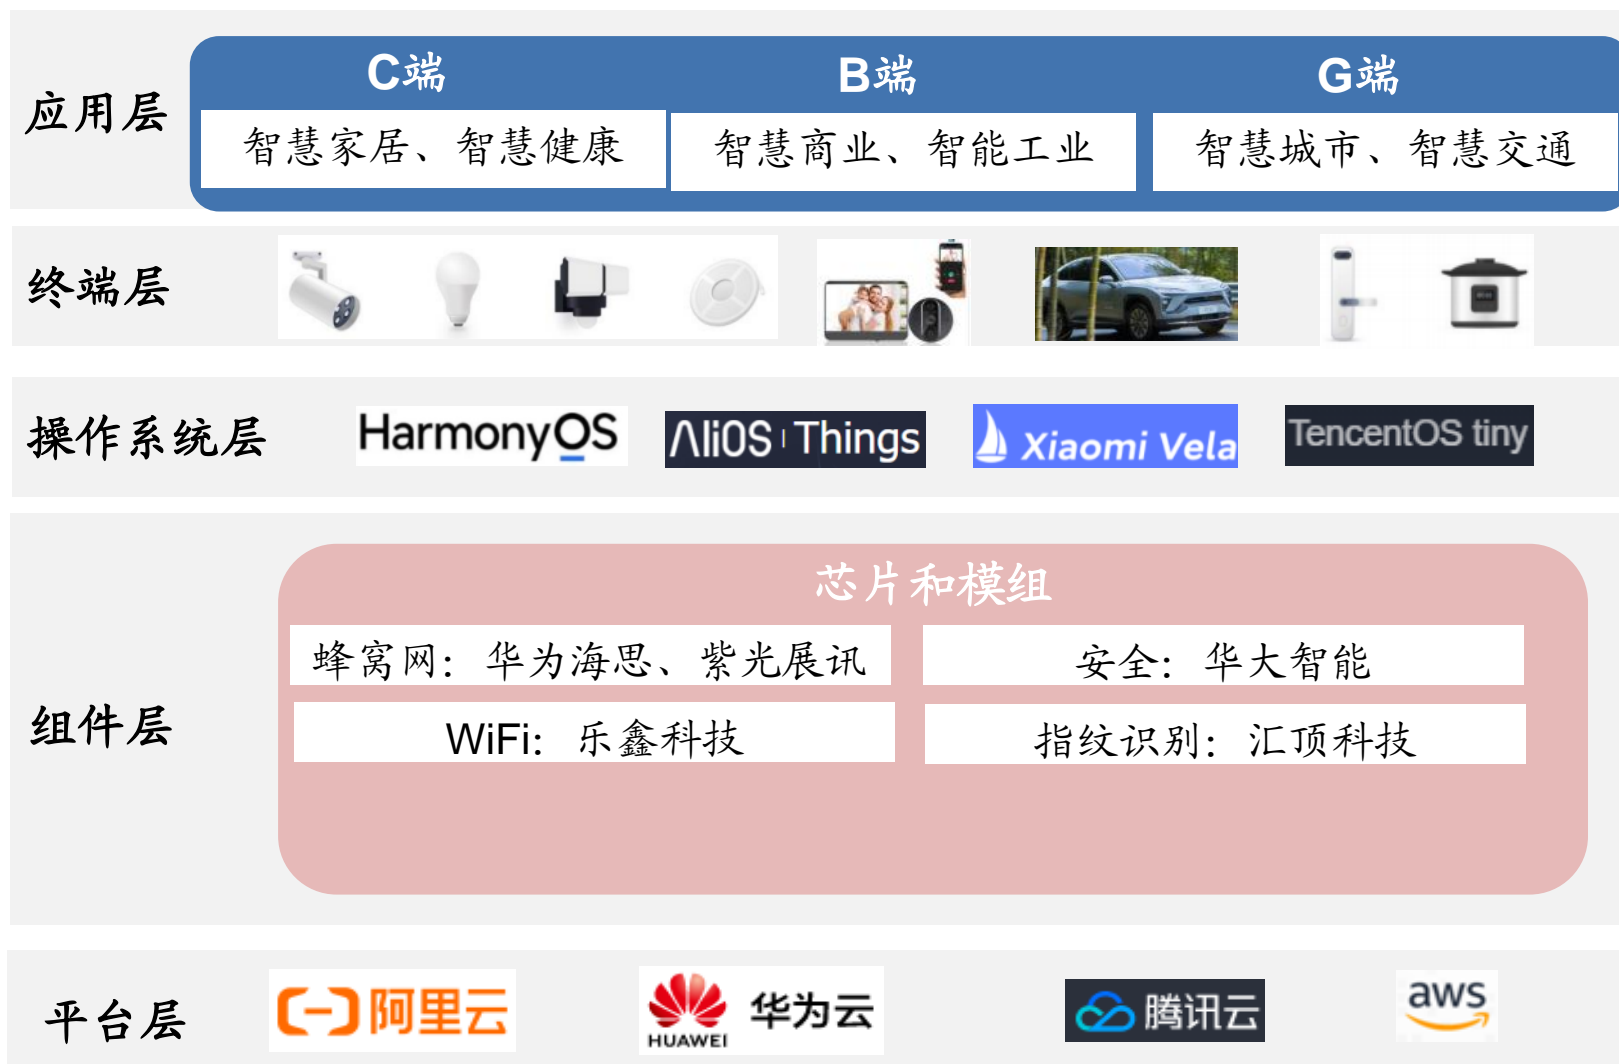 应用层
C端
B端
G端
智慧家居、智慧健康
智慧商业、智能工业
智慧城市、智慧交通
终端层
操作系统层
HarmonyOS
AliOS Things
Xiaomi Vela
TencentOS tiny
组件层
芯片和模组
蜂窝网：华为海思、紫光展讯
安全：华大智能
WiFi：乐鑫科技
指纹识别：汇顶科技
平台层
阿里云
HUAWEI
华为云
腾讯云
aws